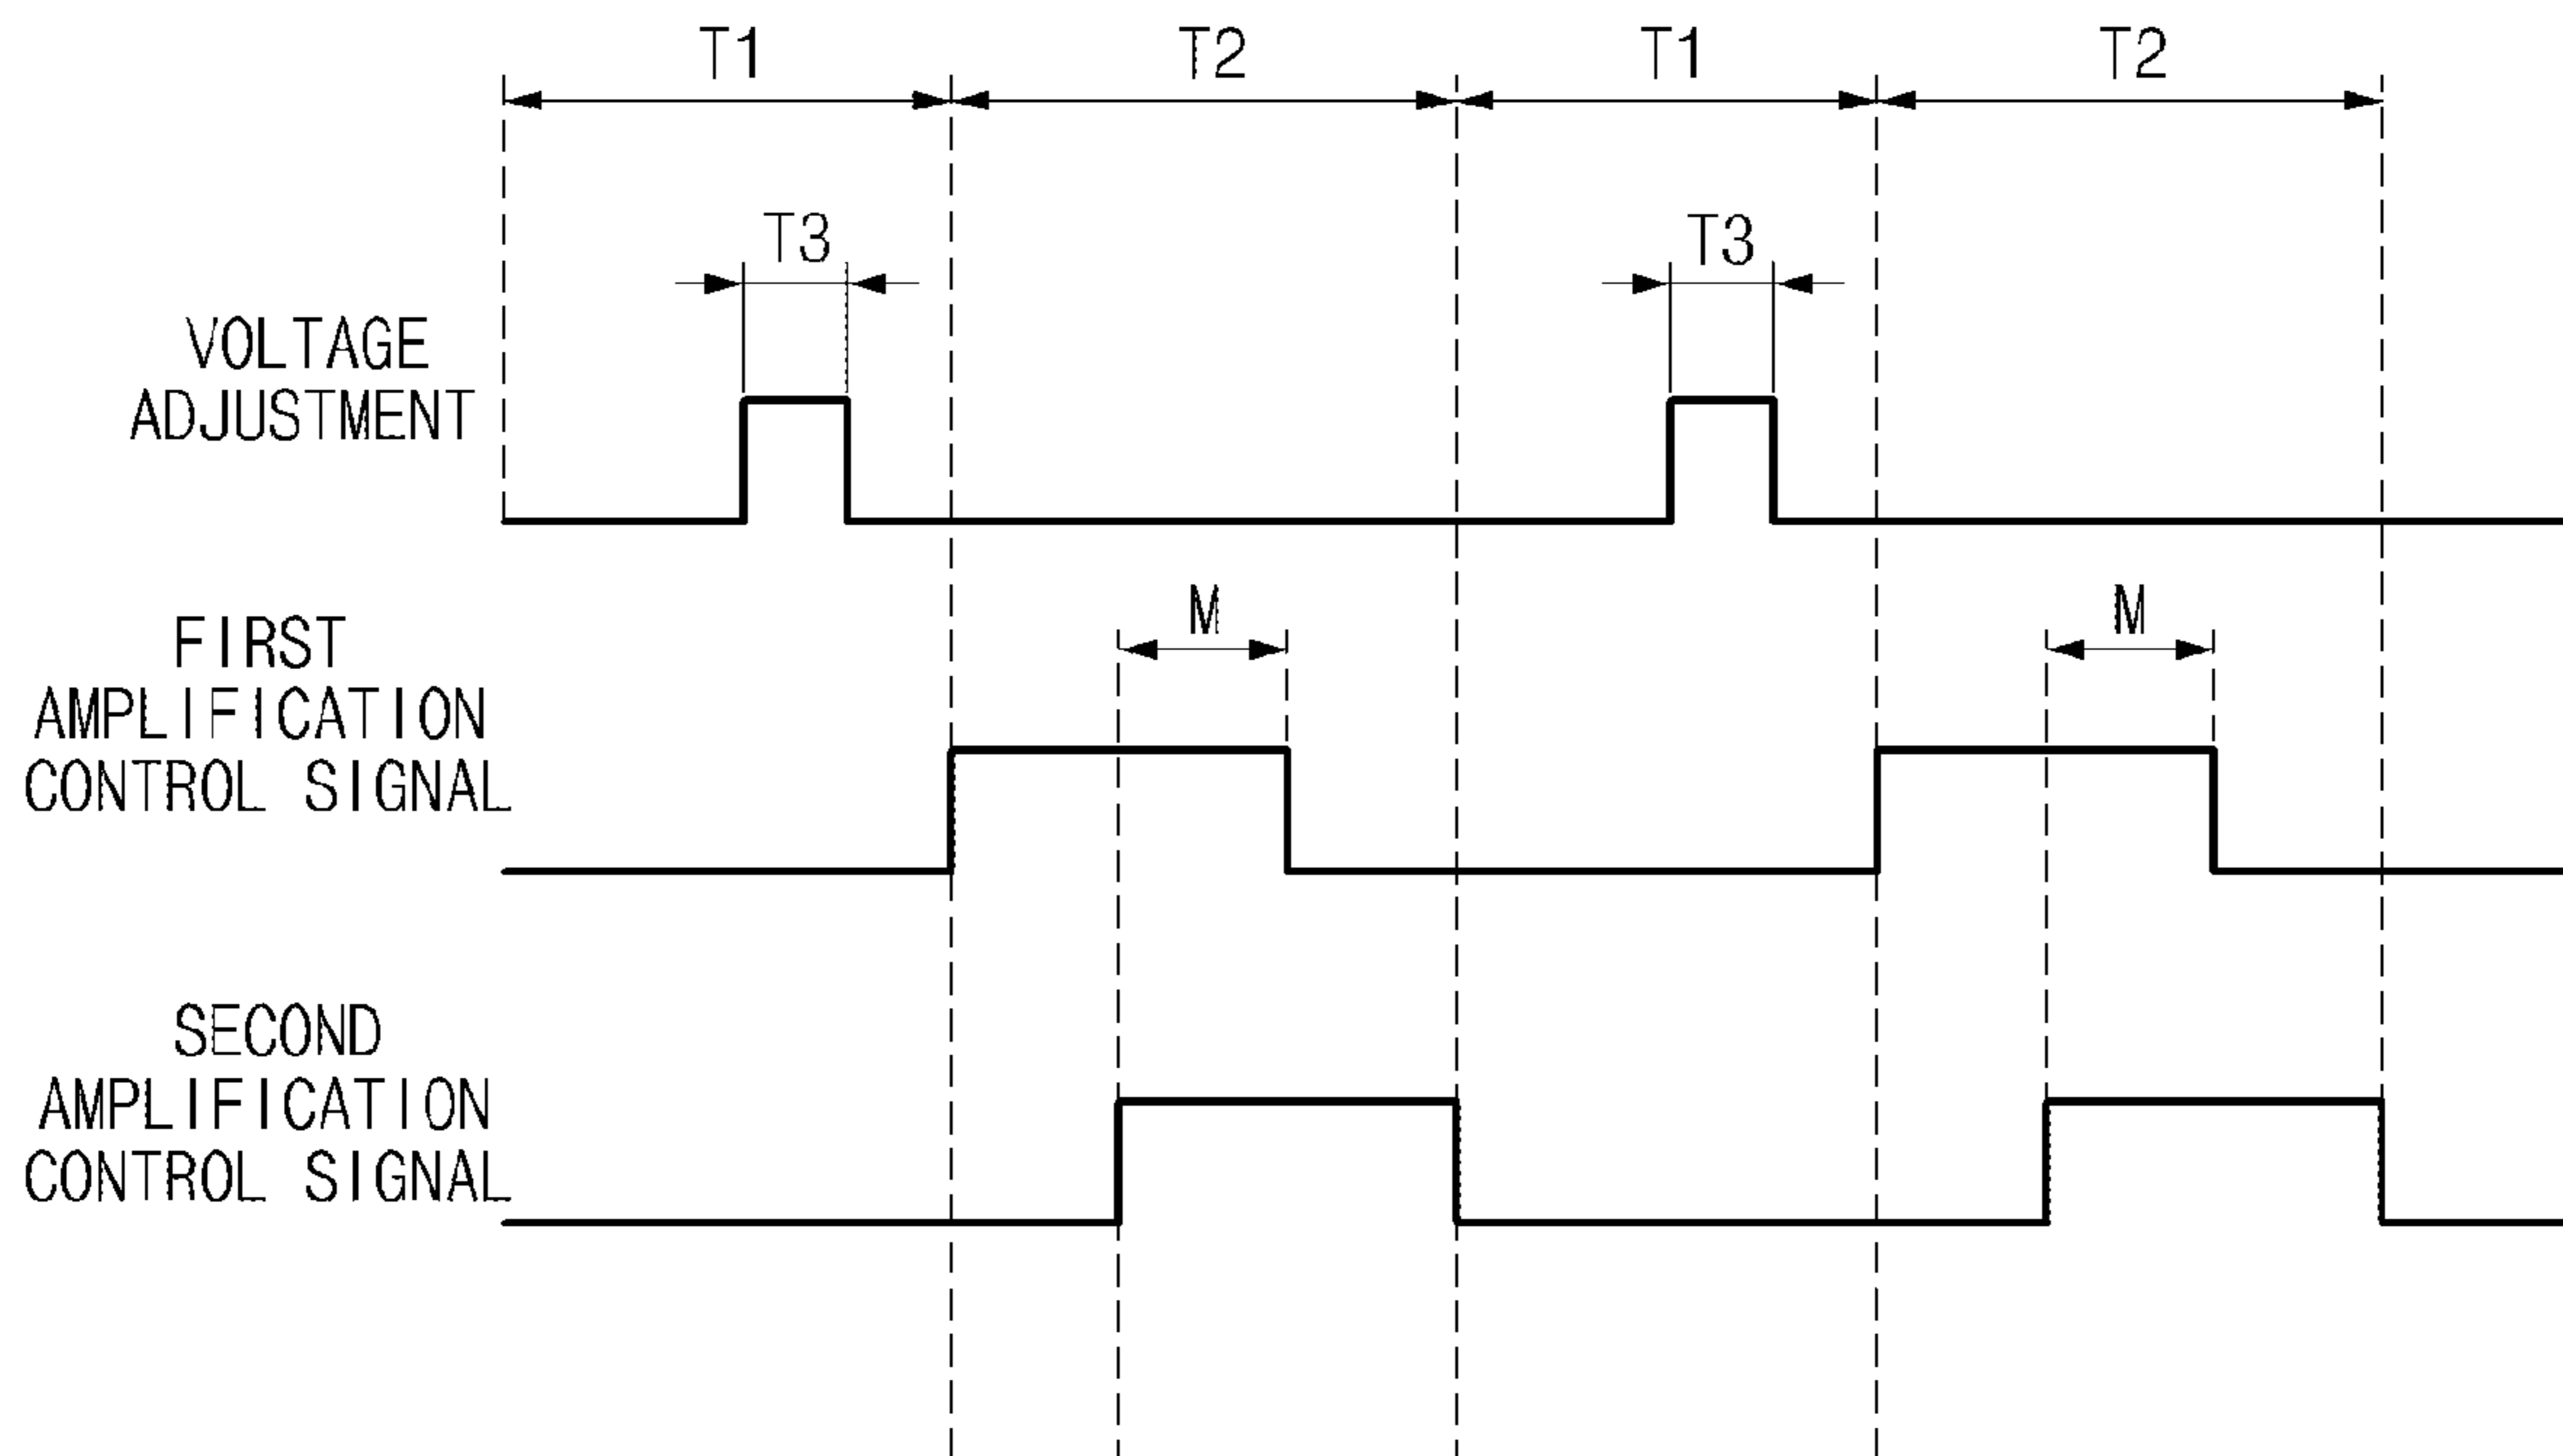 T1 T2 T1 T2
T3 T3
VOLTAGE
ADJUSTMENT
M M
FIRST
AMPLIFICATION
CONTROL SIGNAL
SECOND
AMPLIFICATION
CONTROL SIGNAL